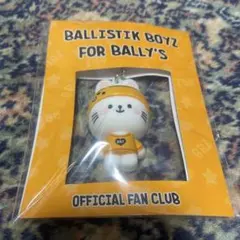 BALLISTIK BOYZ
FOR BALLY'S
OFFICIAL FAN CLUB